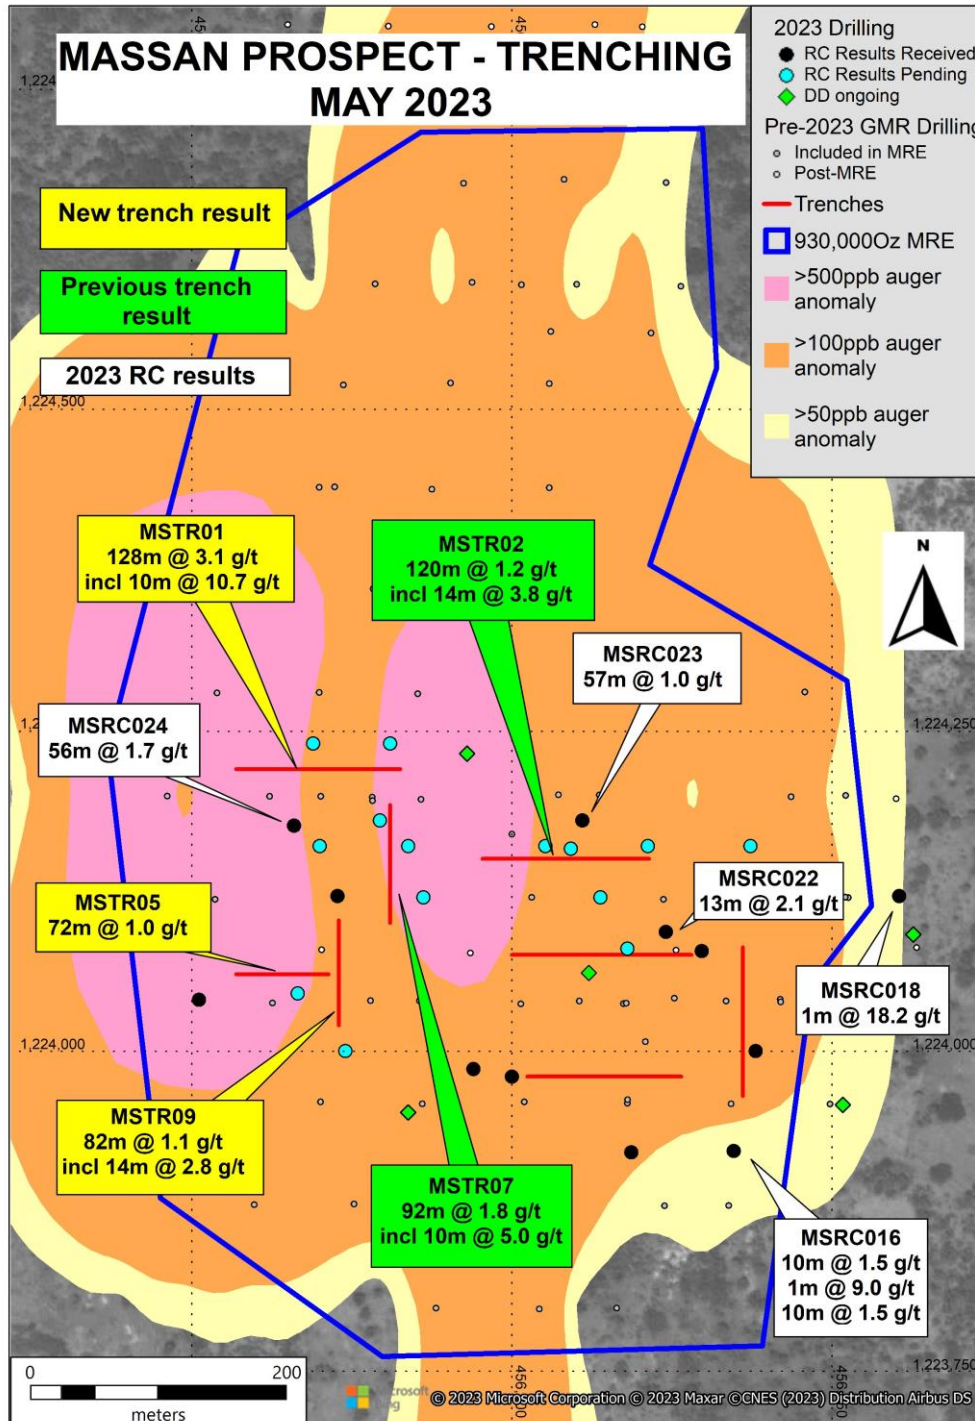 MASSAN PROSPECT - TRENCHING
MAY 2023
2023 Drilling
RC Results Received
RC Results Pending
DD ongoing
Pre-2023 GMR Drilling
Included in MRE
Post-MRE
Trenches
930,000Oz MRE
>500ppb auger
anomaly
>100ppb auger
anomaly
>50ppb auger
anomaly
New trench result
Previous trench
result
2023 RC results
1,224,500
MSTR01
128m @ 3.1 g/t
incl 10m @ 10.7 g/t
MSTR02
120m @ 1.2 g/t
incl 14m @ 3.8 g/t
N
MSRC023
57m @ 1.0 g/t
MSRC024
56m @ 1.7 g/t
1,224,250
MSRC022
13m @ 2.1 g/t
MSTR05
72m @ 1.0 g/t
MSRC018
1m @ 18.2 g/t
1,224,000
1,224,000
MSTR09
82m @ 1.1 g/t
incl 14m @ 2.8 g/t
MSTR07
92m @ 1.8 g/t
incl 10m @ 5.0 g/t
MSRC016
10m @ 1.5 g/t
1m @ 9.0 g/t
10m @ 1.5 g/t
0 200
meters
1,223,750
© 2023 Microsoft Corporation © 2023 Maxar ©CNES (2023) Distribution Airbus DS